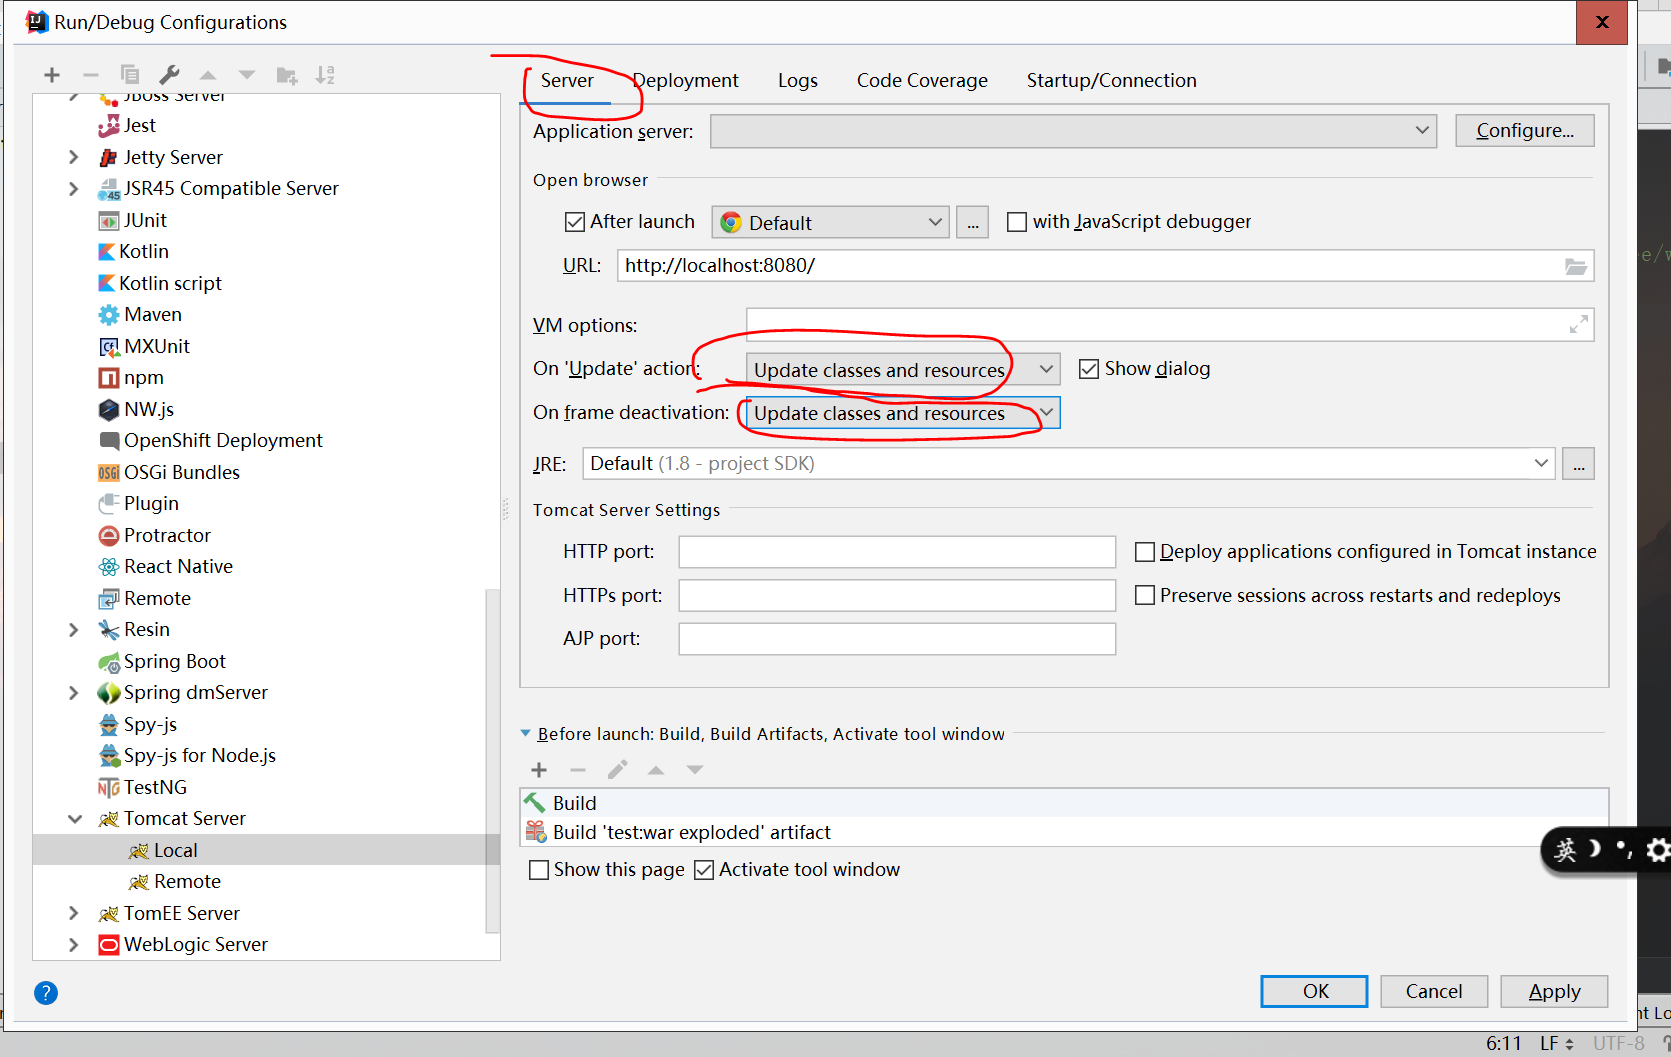 Run/Debug Configurations
x
JBoss Server
Jest
Jetty Server
JSR45 Compatible Server
JUnit
Kotlin
Kotlin script
Maven
MXUnit
npm
NW.js
OpenShift Deployment
OSGi Bundles
Plugin
Protractor
React Native
Remote
Resin
Spring Boot
Spring dmServer
Spy-js
Spy-js for Node.js
TestNG
Tomcat Server
Local
Remote
TomEE Server
WebLogic Server
Server Deployment Logs Code Coverage Startup/Connection
Application server: Configure...
Open browser
After launch Default ... with JavaScript debugger
URL: http://localhost:8080/
VM options:
On 'Update' action: Update classes and resources Show dialog
On frame deactivation: Update classes and resources
JRE: Default (1.8 - project SDK) ...
Tomcat Server Settings
HTTP port: Deploy applications configured in Tomcat instance
HTTPs port: Preserve sessions across restarts and redeploys
AJP port:
Before launch: Build, Build Artifacts, Activate tool window
Build
Build 'test:war exploded' artifact
Show this page Activate tool window
英
?
OK Cancel Apply
6:11 LF UTF-8